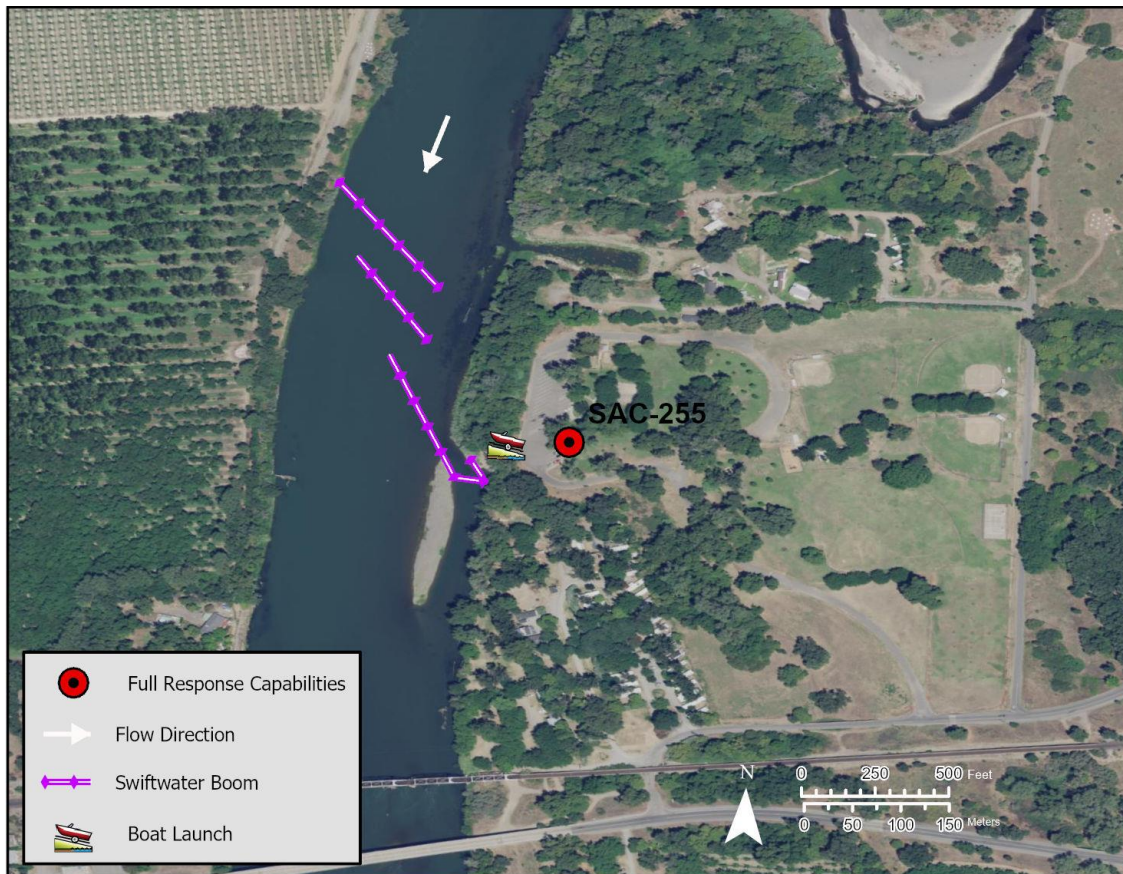 SAC-255
Full Response Capabilities
Flow Direction
Swiftwater Boom
Boat Launch
N
0 250 500 Feet
0 50 100 150 Meters